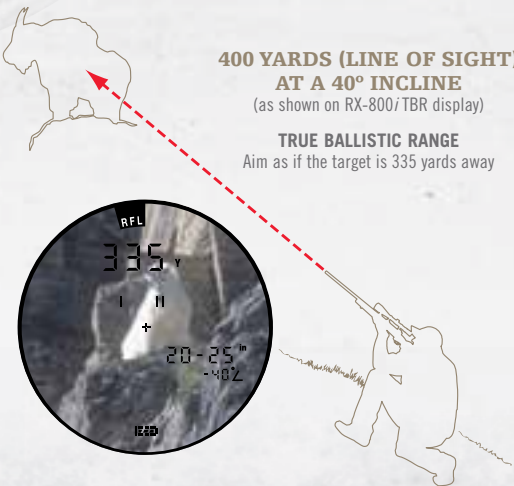 400 YARDS (LINE OF SIGHT)
AT A 40º INCLINE
(as shown on RX-800i TBR display)
TRUE BALLISTIC RANGE
Aim as if the target is 335 yards away
RFL
335 Y
I II
20-25 in
-40°